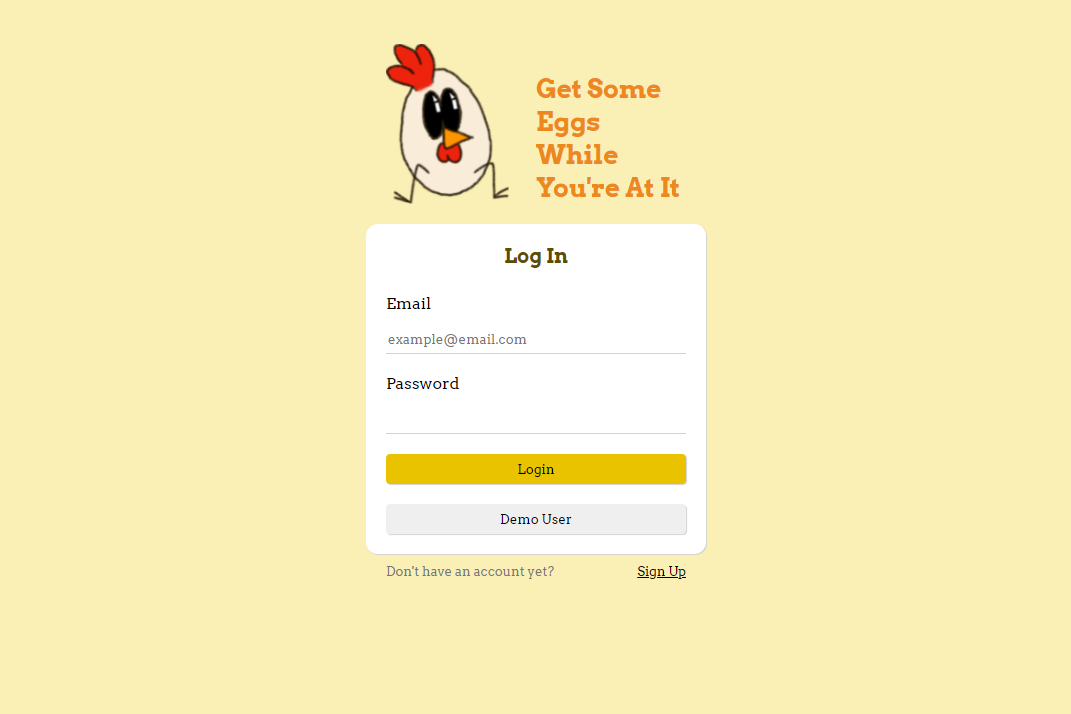 Get Some
Eggs
While
You're At It
Log In
Email
example@email.com
Password
Login
Demo User
Don't have an account yet? Sign Up